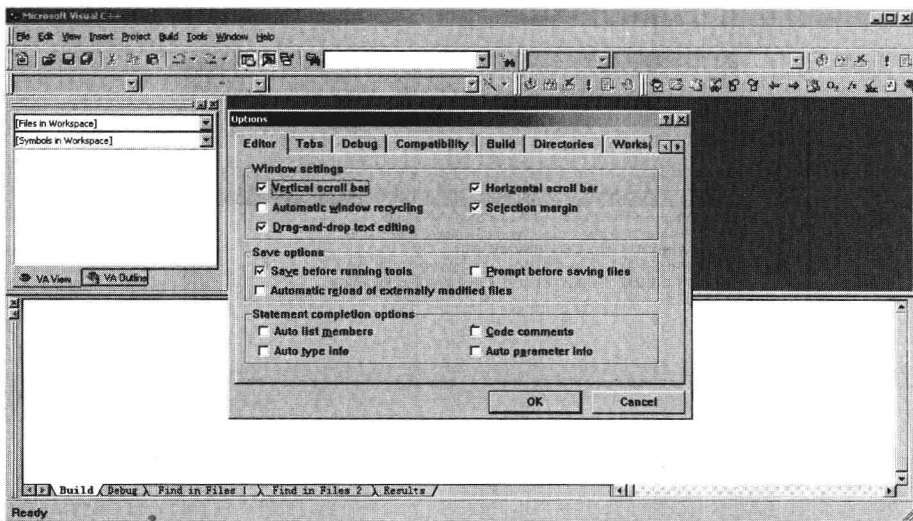 Microsoft Visual C++
File Edit View Insert Project Build Tools Window Help
[Files in Workspace]
[Symbols in Workspace]
VA View VA Outline
Options
Editor Tabs Debug Compatibility Build Directories Works
Window settings
Vertical scroll bar Horizontal scroll bar
Automatic window recycling Selection margin
Drag-and-drop text editing
Save options
Save before running tools Prompt before saving files
Automatic reload of externally modified files
Statement completion options
Auto list members Code comments
Auto type info Auto parameter info
OK Cancel
Build Debug Find in Files 1 Find in Files 2 Results
Ready